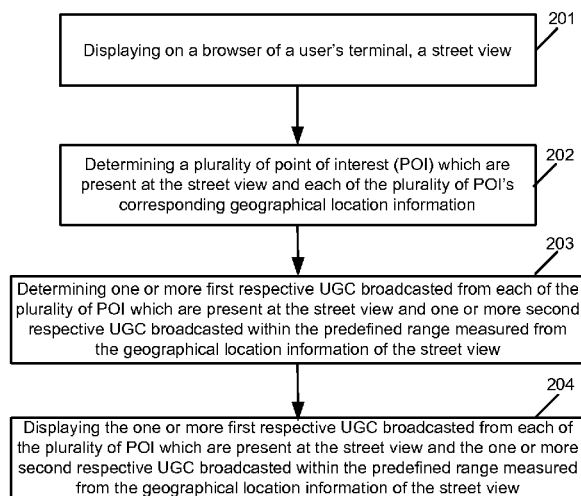 201
Displaying on a browser of a user's terminal, a street view
202
Determining a plurality of point of interest (POI) which are
present at the street view and each of the plurality of POI's
corresponding geographical location information
203
Determining one or more first respective UGC broadcasted from each of the
plurality of POI which are present at the street view and one or more second
respective UGC broadcasted within the predefined range measured from
the geographical location information of the street view
204
Displaying the one or more first respective UGC broadcasted from each of
the plurality of POI which are present at the street view and the one or more
second respective UGC broadcasted within the predefined range measured
from the geographical location information of the street view